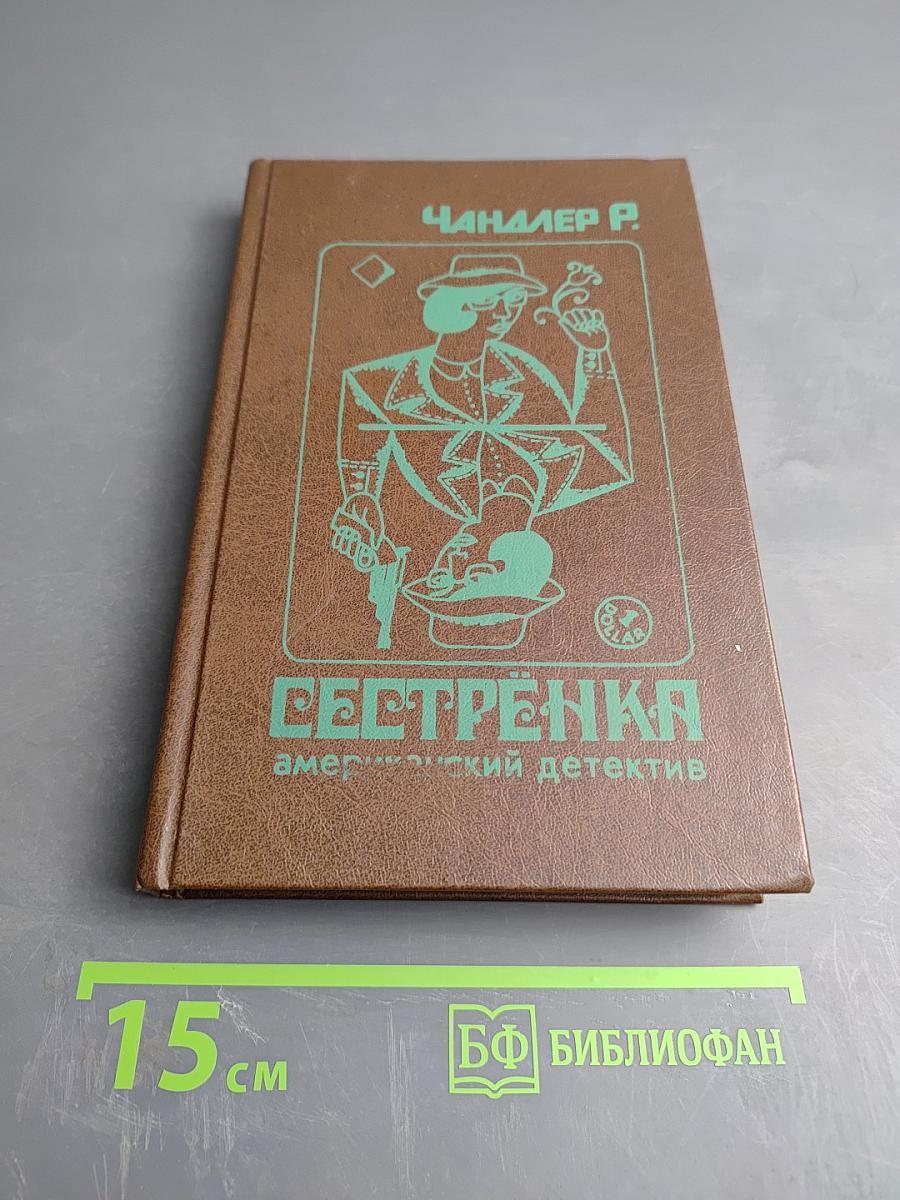 ЧАНДЛЕР Р.
1 DOLLAR
СЕСТРЁНКА
американский детектив
15 см
БФ БИБЛИОФАН